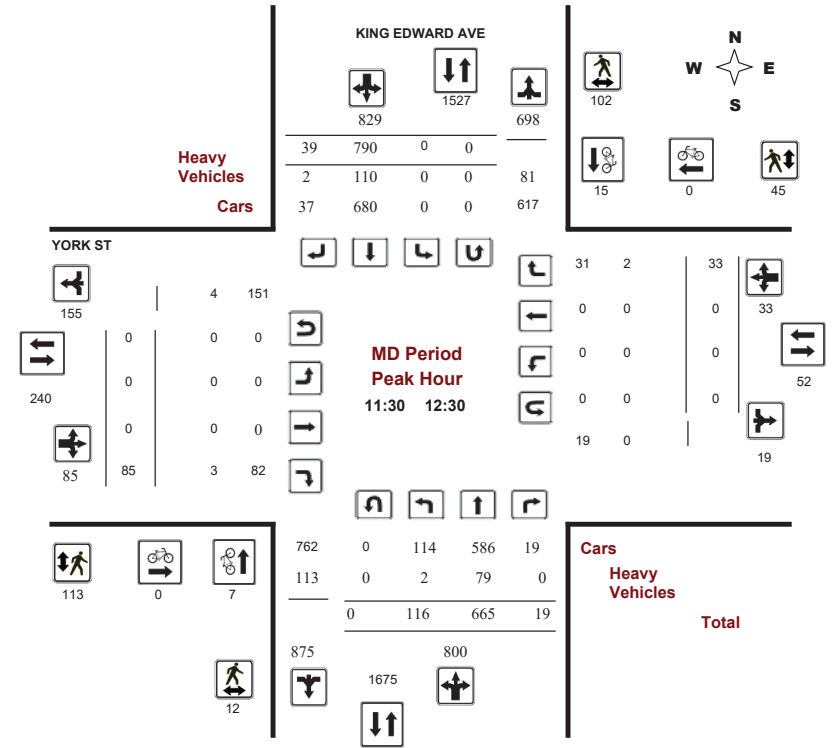 KING EDWARD AVE
N
W E
S
1527
102
829 698
39 790 0 0
Heavy
Vehicles
2 110 0 0 81
Cars
37 680 0 0 617
15 0 45
YORK ST
155
4 151
31 2 33
33
0 0 0
0 0 0
240
0 0 0
0 0 0
52
MD Period
Peak Hour
11:30 12:30
0 0 0
0 0 0
85
85 3 82
19 0
19
762 0 114 586 19
Cars
113 0 2 79 0
Heavy
Vehicles
0 116 665 19
Total
113 0 7
875 800
1675
12